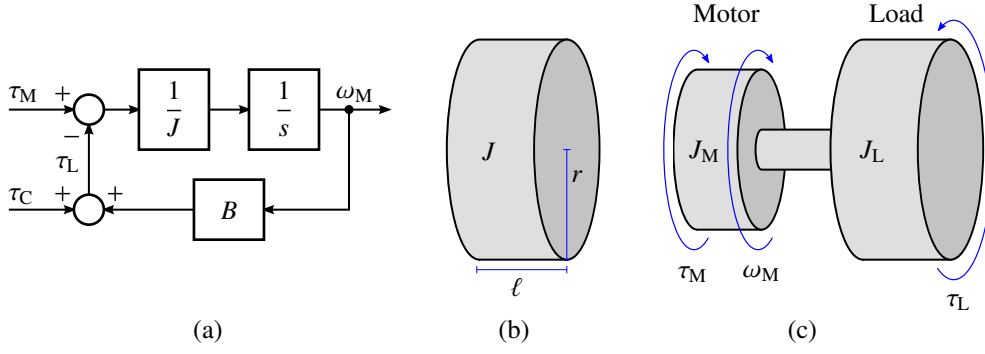 Motor Load
τM + 1/J 1/s ωM
−
τL
τC + + B
J r
ℓ
JM JL
τM ωM
τL
(a) (b) (c)